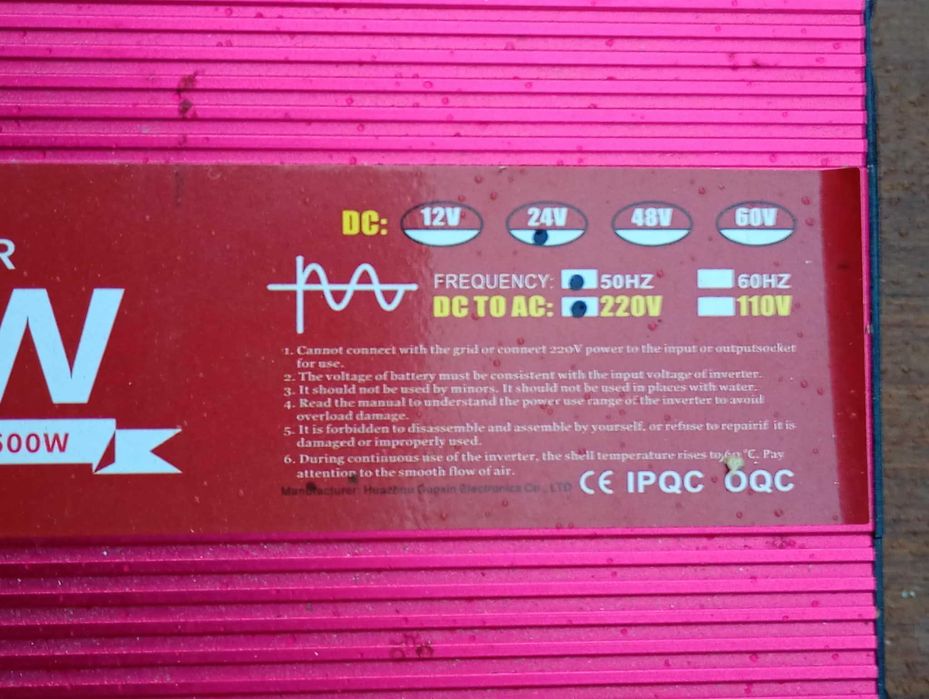 DC: 12V 24V 48V 60V
R
FREQUENCY: 50HZ 60HZ
W
DC TO AC: 220V 110V
1. Cannot connect with the grid or connect 220V power to the input or outputsocket
for use.
2. The voltage of battery must be consistent with the input voltage of inverter.
3. It should not be used by minors. It should not be used in places with water.
4. Read the manual to understand the power use range of the inverter to avoid
overload damage.
5. It is forbidden to disassemble and assemble by yourself, or refuse to repairif it is
damaged or improperly used.
500W
6. During continuous use of the inverter, the shell temperature rises to 60 °C. Pay
attention to the smooth flow of air.
Manufacturer: Huizhou Electronics Co., LTD
CE IPQC OQC